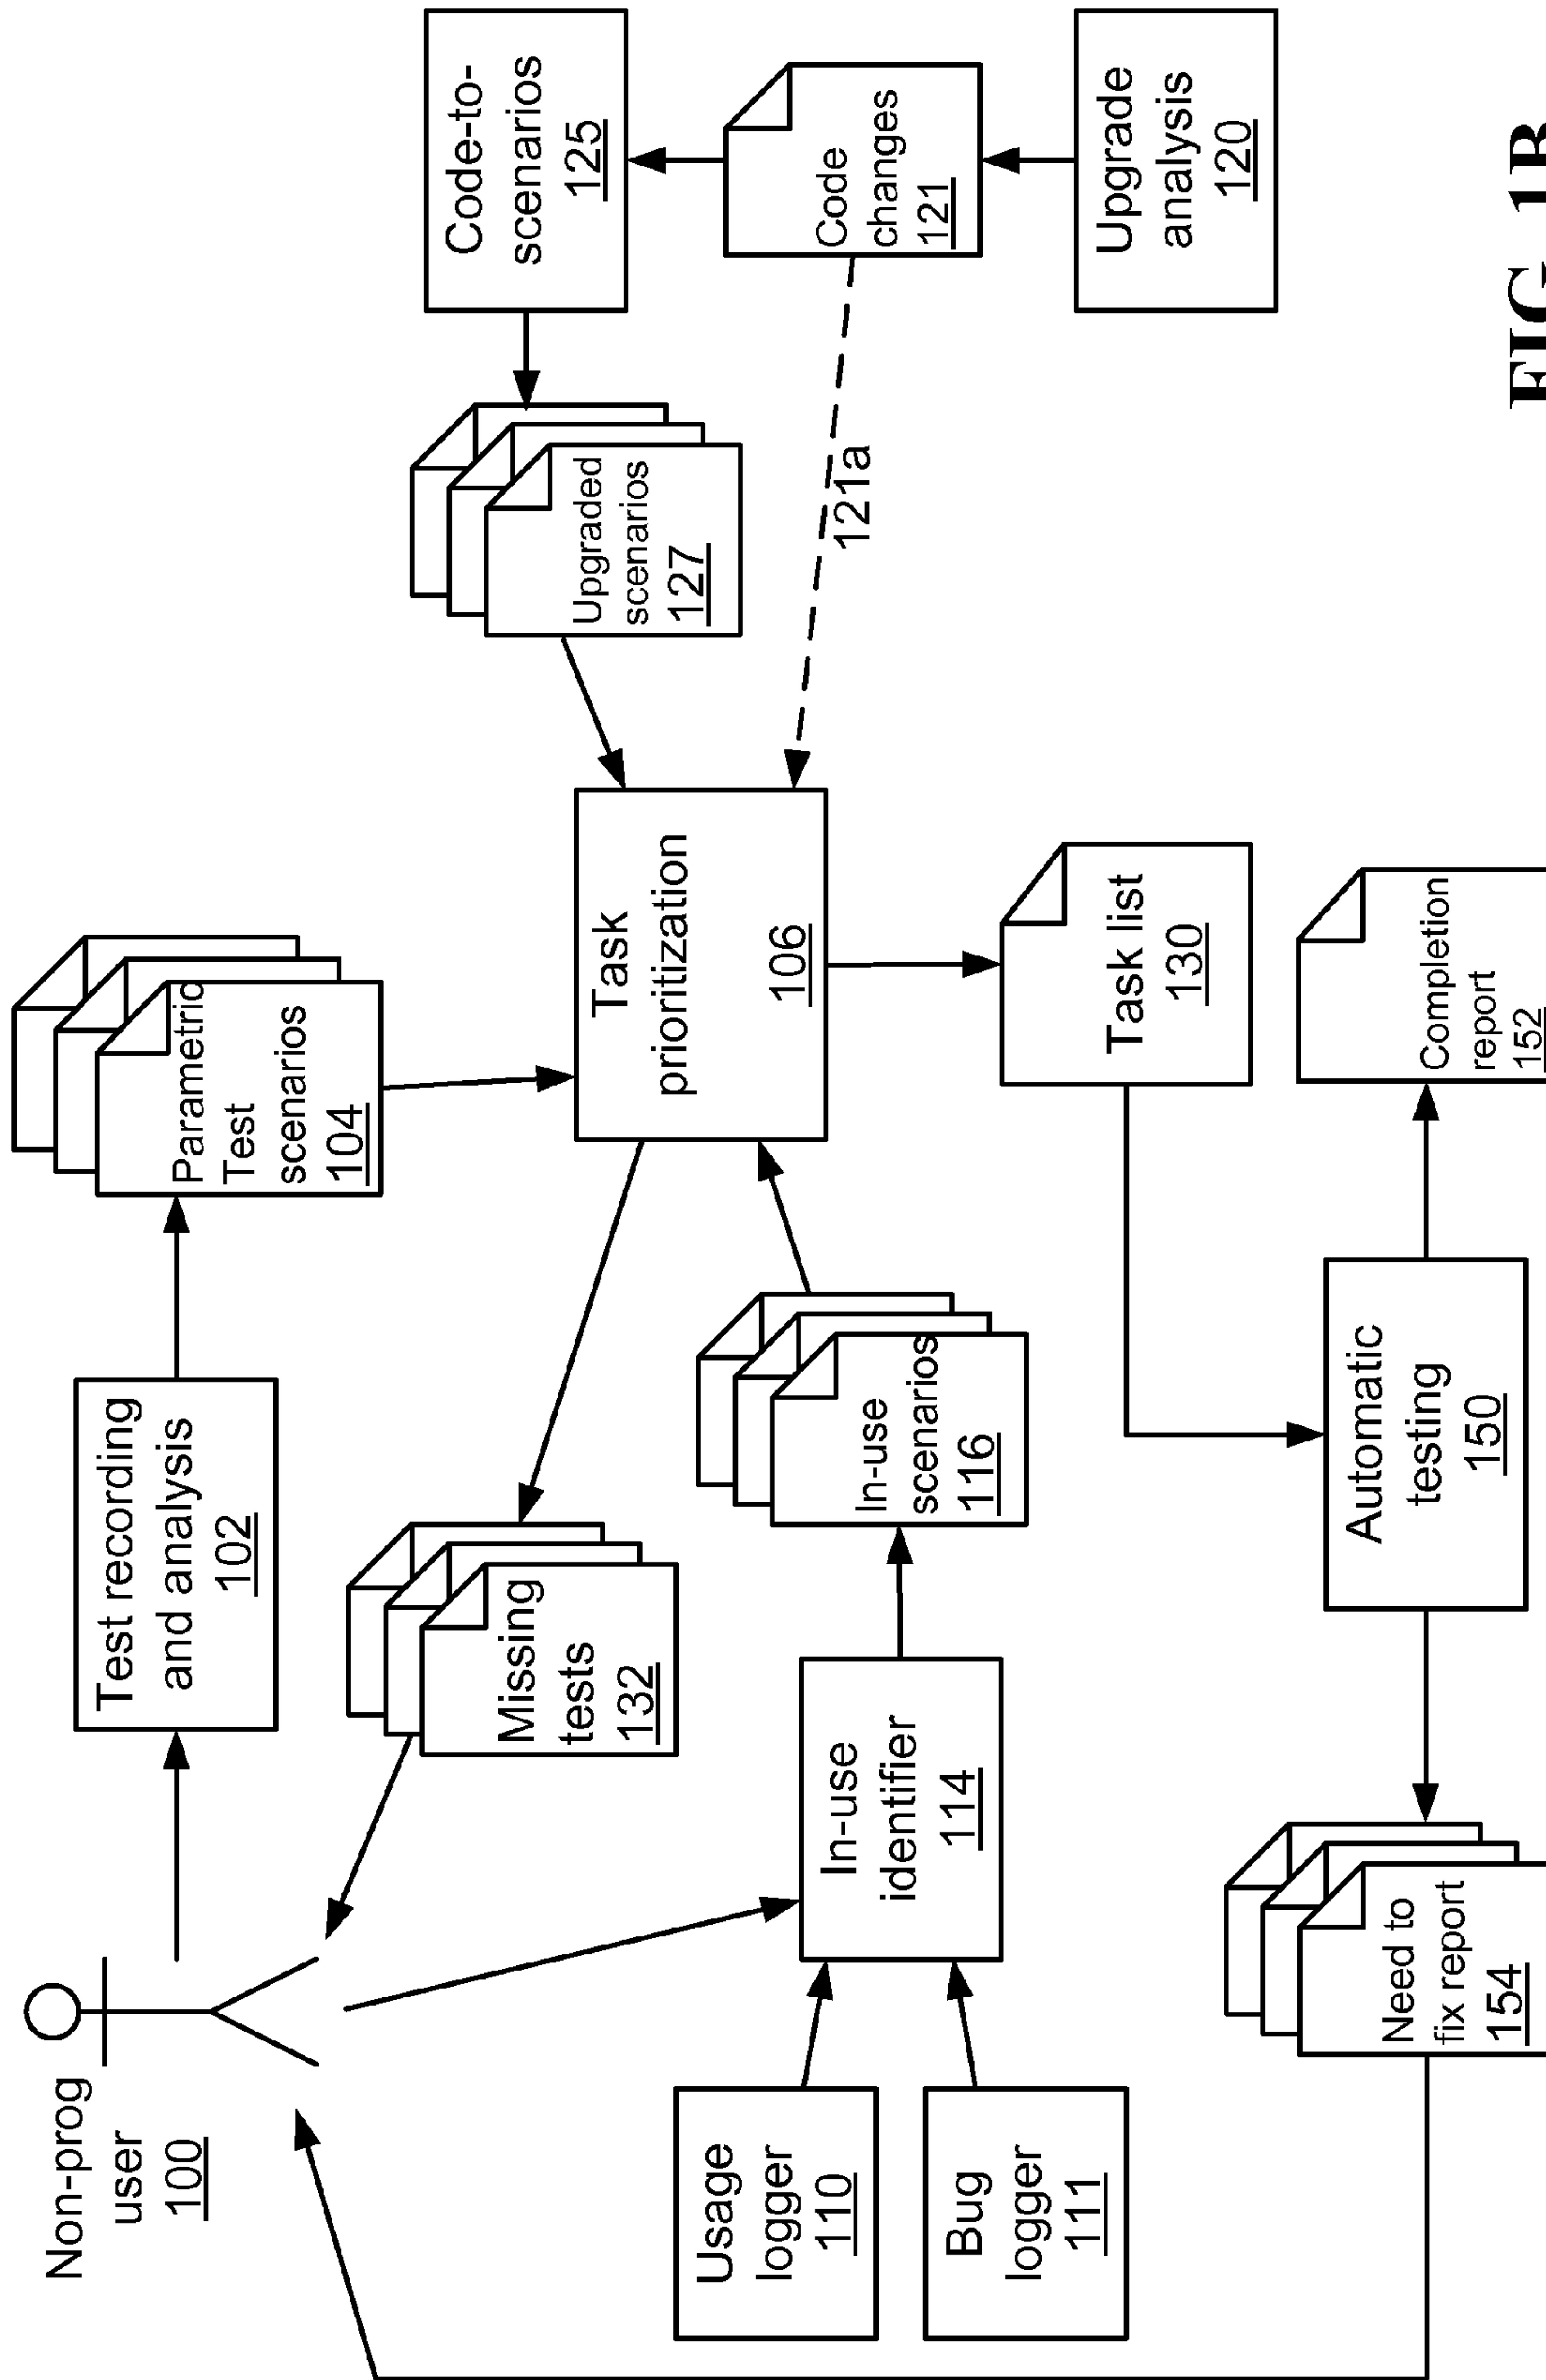 Non-prog
user
100
Test recording
and analysis
102
Parametric
Test
scenarios
104
Code-to-
scenarios
125
Upgraded
scenarios
127
Code
changes
121
121a
Upgrade
analysis
120
Missing
tests
132
Task
prioritization
106
In-use
scenarios
116
In-use
identifier
114
Usage
logger
110
Bug
logger
111
Task list
130
Automatic
testing
150
Completion
report
152
Need to
fix report
154
FIG. 1B